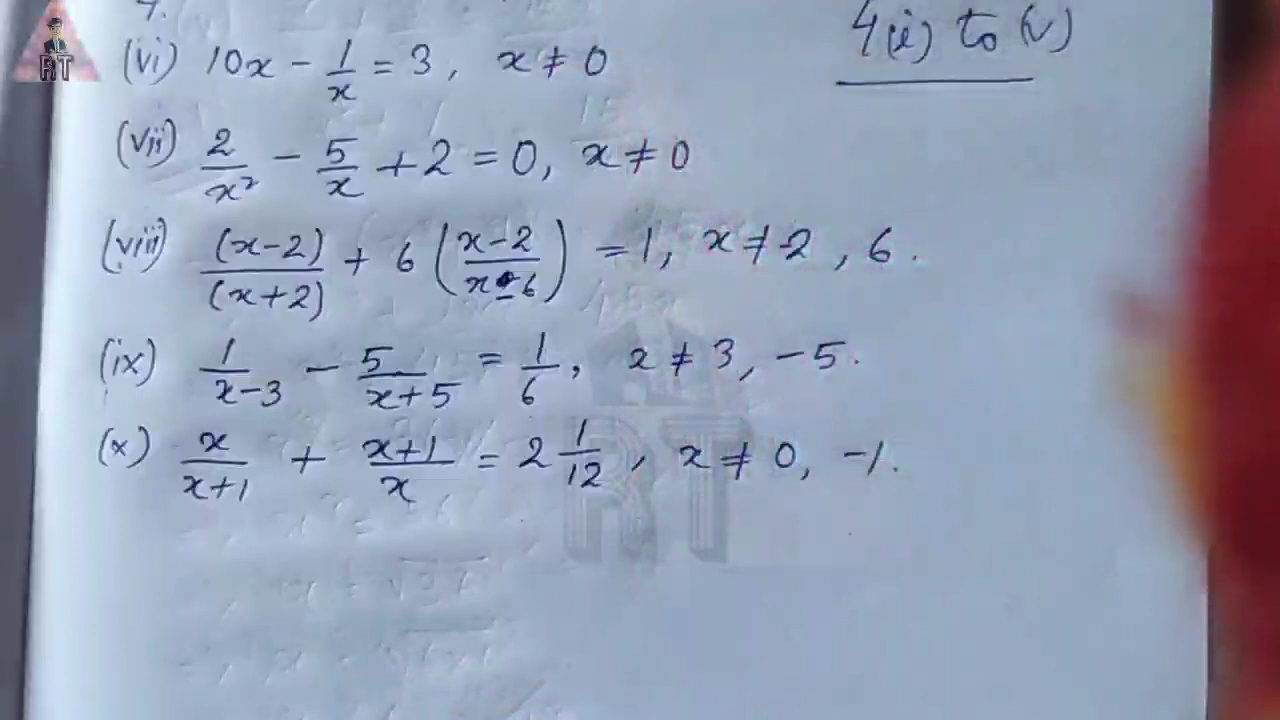 4(i) to (v)
(vi) 10x - 1/x = 3, x ≠ 0
(vii) 2/x² - 5/x + 2 = 0, x ≠ 0
(viii) (x-2)/(x+2) + 6 (x-2/x-6) = 1, x ≠ -2, 6.
(ix) 1/x-3 - 5/x+5 = 1/6, x ≠ 3, -5.
(x) x/x+1 + x+1/x = 2 1/12, x ≠ 0, -1.
RT
RT